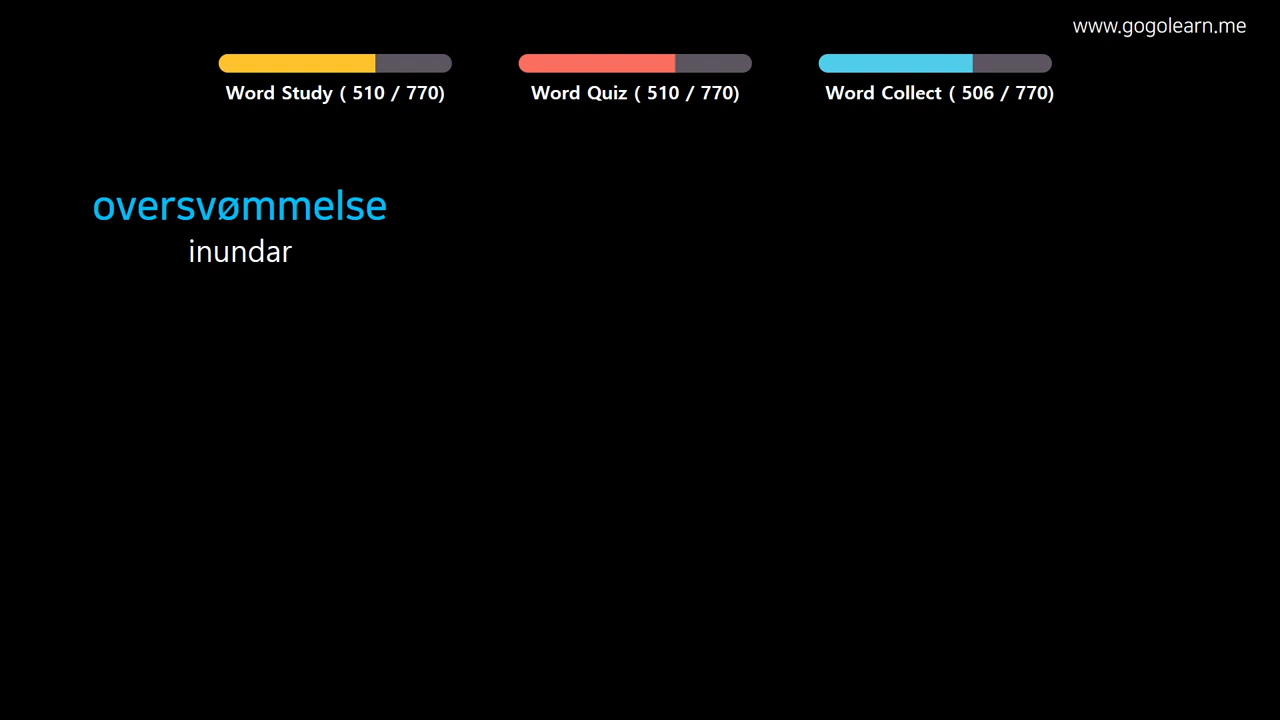 www.gogolearn.me
Word Study ( 510 / 770)
Word Quiz ( 510 / 770)
Word Collect ( 506 / 770)
oversvømmelse
inundar